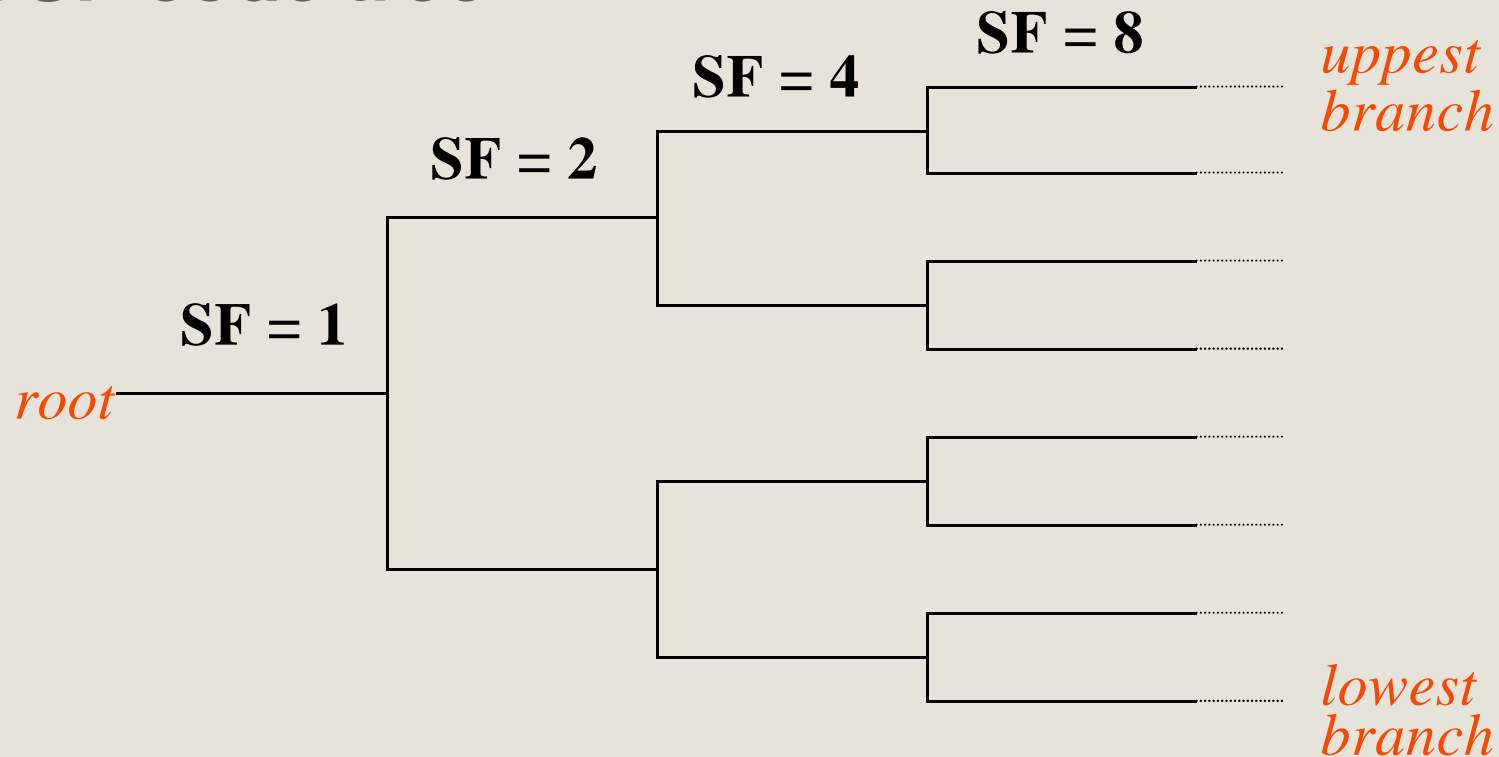 SF = 8
uppest
branch
SF = 4
SF = 2
SF = 1
root
lowest
branch